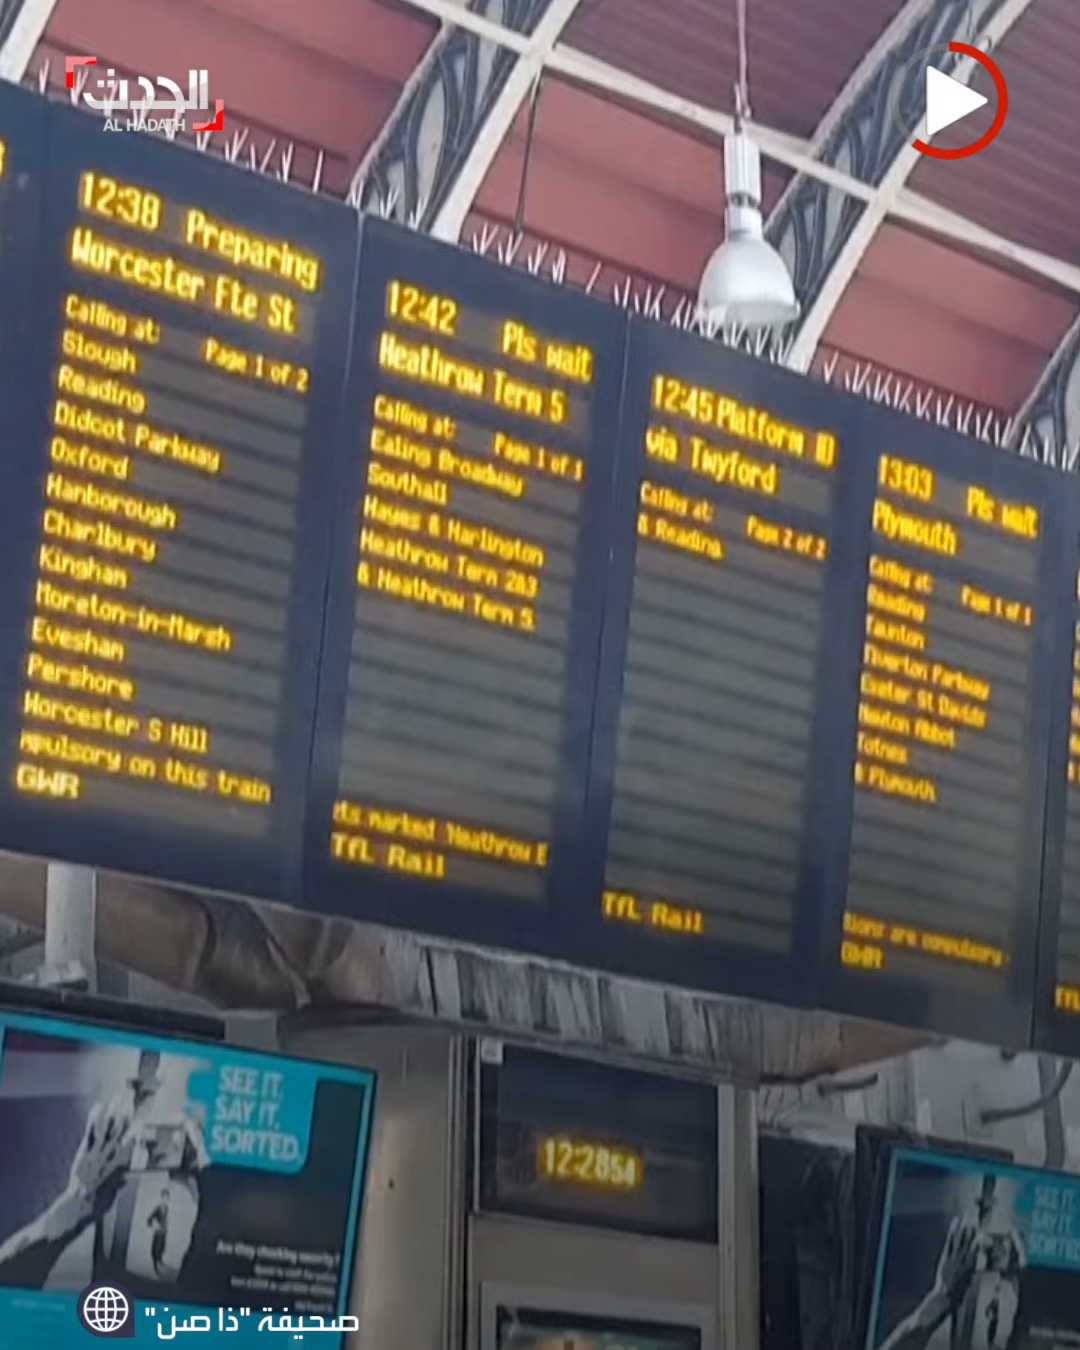 الحدث
AL HADATH
12:38 Preparing
Worcester Fte St
Calling at: Page 1 of 2
Slough
Reading
Didcot Parkway
Oxford
Hanborough
Charlbury
Kingham
Moreton-in-Marsh
Evesham
Pershore
Worcester S Hill
mpulsory on this train
GWR
12:42 Pls wait
Heathrow Term 5
Calling at: Page 1 of 1
Ealing Broadway
Southall
Hayes & Harlington
Heathrow Term 2&3
& Heathrow Term 5.
ts marked 'Heathrow E
TfL Rail
12:45 Platform 10
via Twyford
Calling at: Page 2 of 2
& Reading.
TfL Rail
13:03 Pls wait
Plymouth
Calling at: Page 1 of 1
Reading
Taunton
Tiverton Parkway
Exeter St Davids
Newton Abbot
Totnes
& Plymouth.
tions are compulsory
GWR
SEE IT.
SAY IT.
SORTED.
Are they checking security?
12:28 54
SEE IT.
SAY IT.
SORTED
صحيفة "ذا صن"